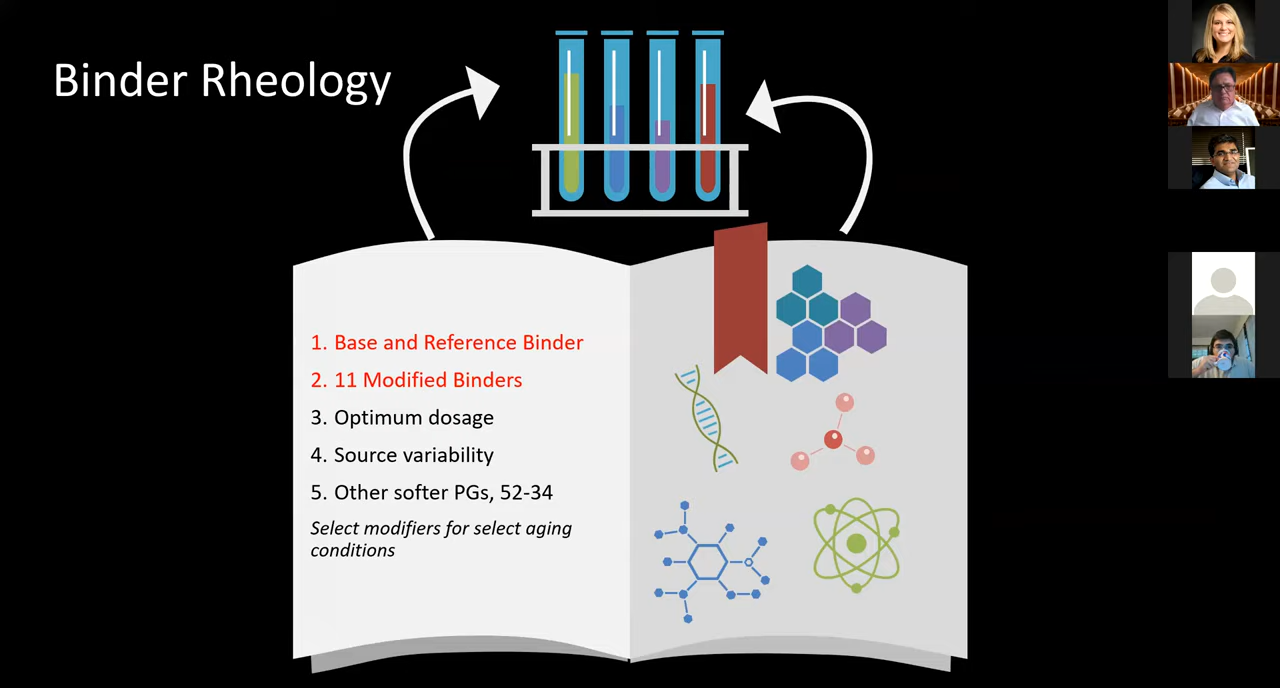 Binder Rheology
1. Base and Reference Binder
2. 11 Modified Binders
3. Optimum dosage
4. Source variability
5. Other softer PGs, 52-34
Select modifiers for select aging
conditions